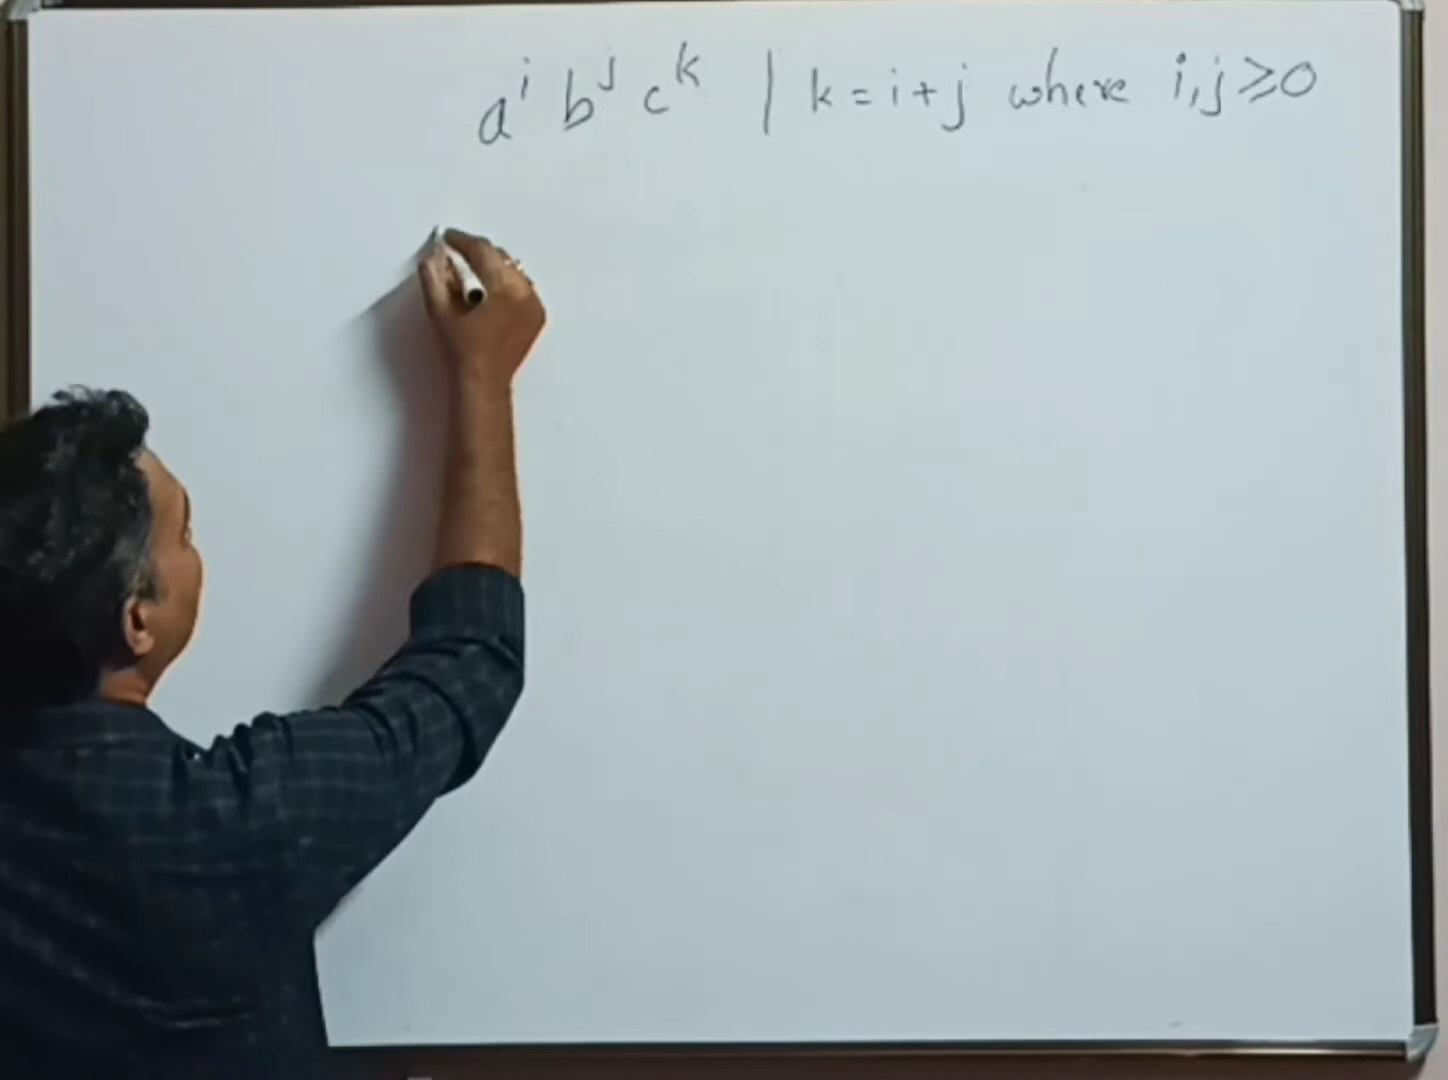 aⁱ bʲ cᵏ | k = i + j where i, j ≥ 0